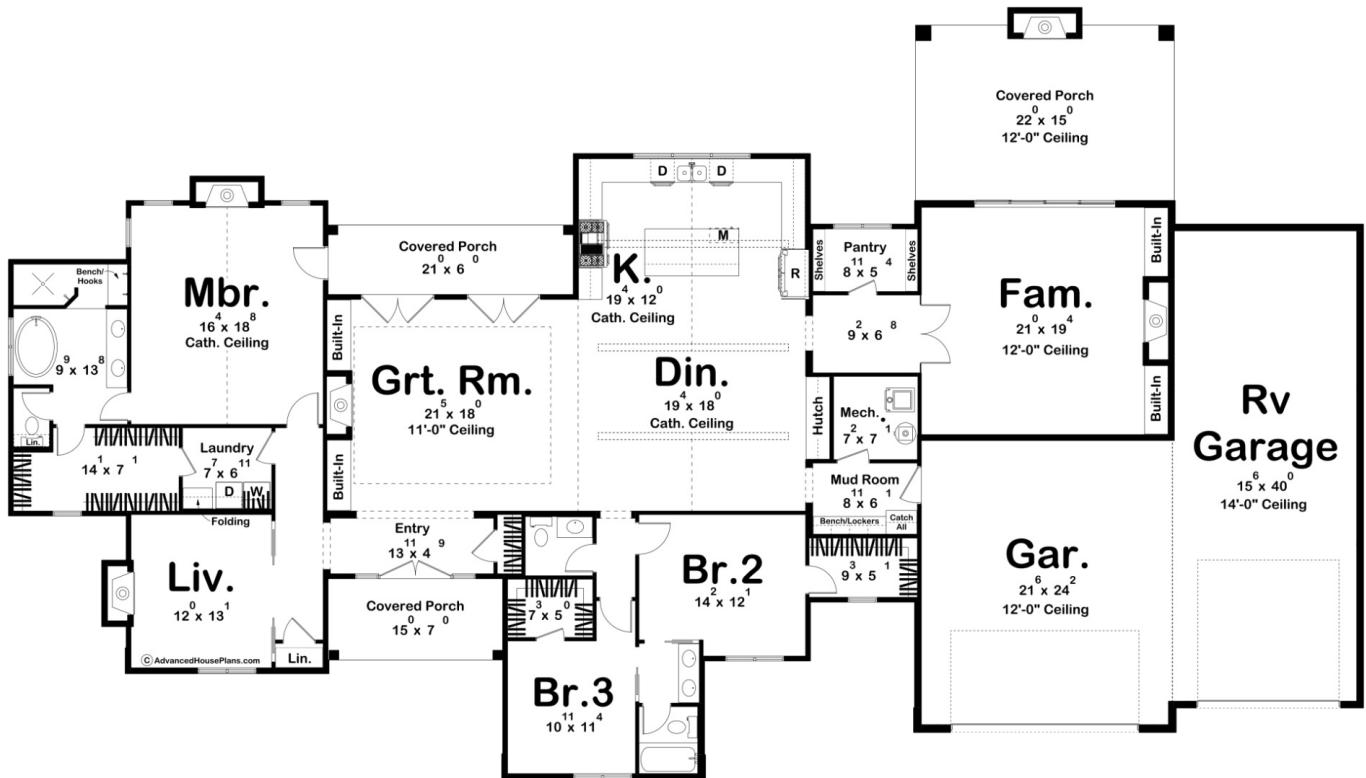 Covered Porch
22⁰ x 15⁰
12'-0" Ceiling
D
D
Covered Porch
21⁰ x 6⁰
M
R
K.
19⁴ x 12⁰
Cath. Ceiling
Shelves
Pantry
8¹¹ x 5⁴
Shelves
Built-In
Fam.
21⁰ x 19⁴
12'-0" Ceiling
Built-In
Bench/
Hooks
Mbr.
16⁴ x 18⁸
Cath. Ceiling
9⁹ x 13⁸
Lin.
Built-In
Grt. Rm.
21⁵ x 18⁰
11'-0" Ceiling
Built-In
Din.
19⁴ x 18⁰
Cath. Ceiling
9² x 6⁸
Hutch
Mech.
7² x 7¹
Rv
Garage
15⁶ x 40⁰
14'-0" Ceiling
14¹ x 7¹
Laundry
7⁷ x 6¹¹
D
W
Folding
Mud Room
8¹¹ x 6¹
Bench/Lockers
Catch
All
Entry
13¹¹ x 4⁹
Liv.
12⁰ x 13¹
Lin.
© AdvancedHousePlans.com
Covered Porch
15⁰ x 7⁰
7³ x 5⁰
Br.2
14² x 12¹
9³ x 5¹
Gar.
21⁶ x 24²
12'-0" Ceiling
Br.3
10¹¹ x 11⁴